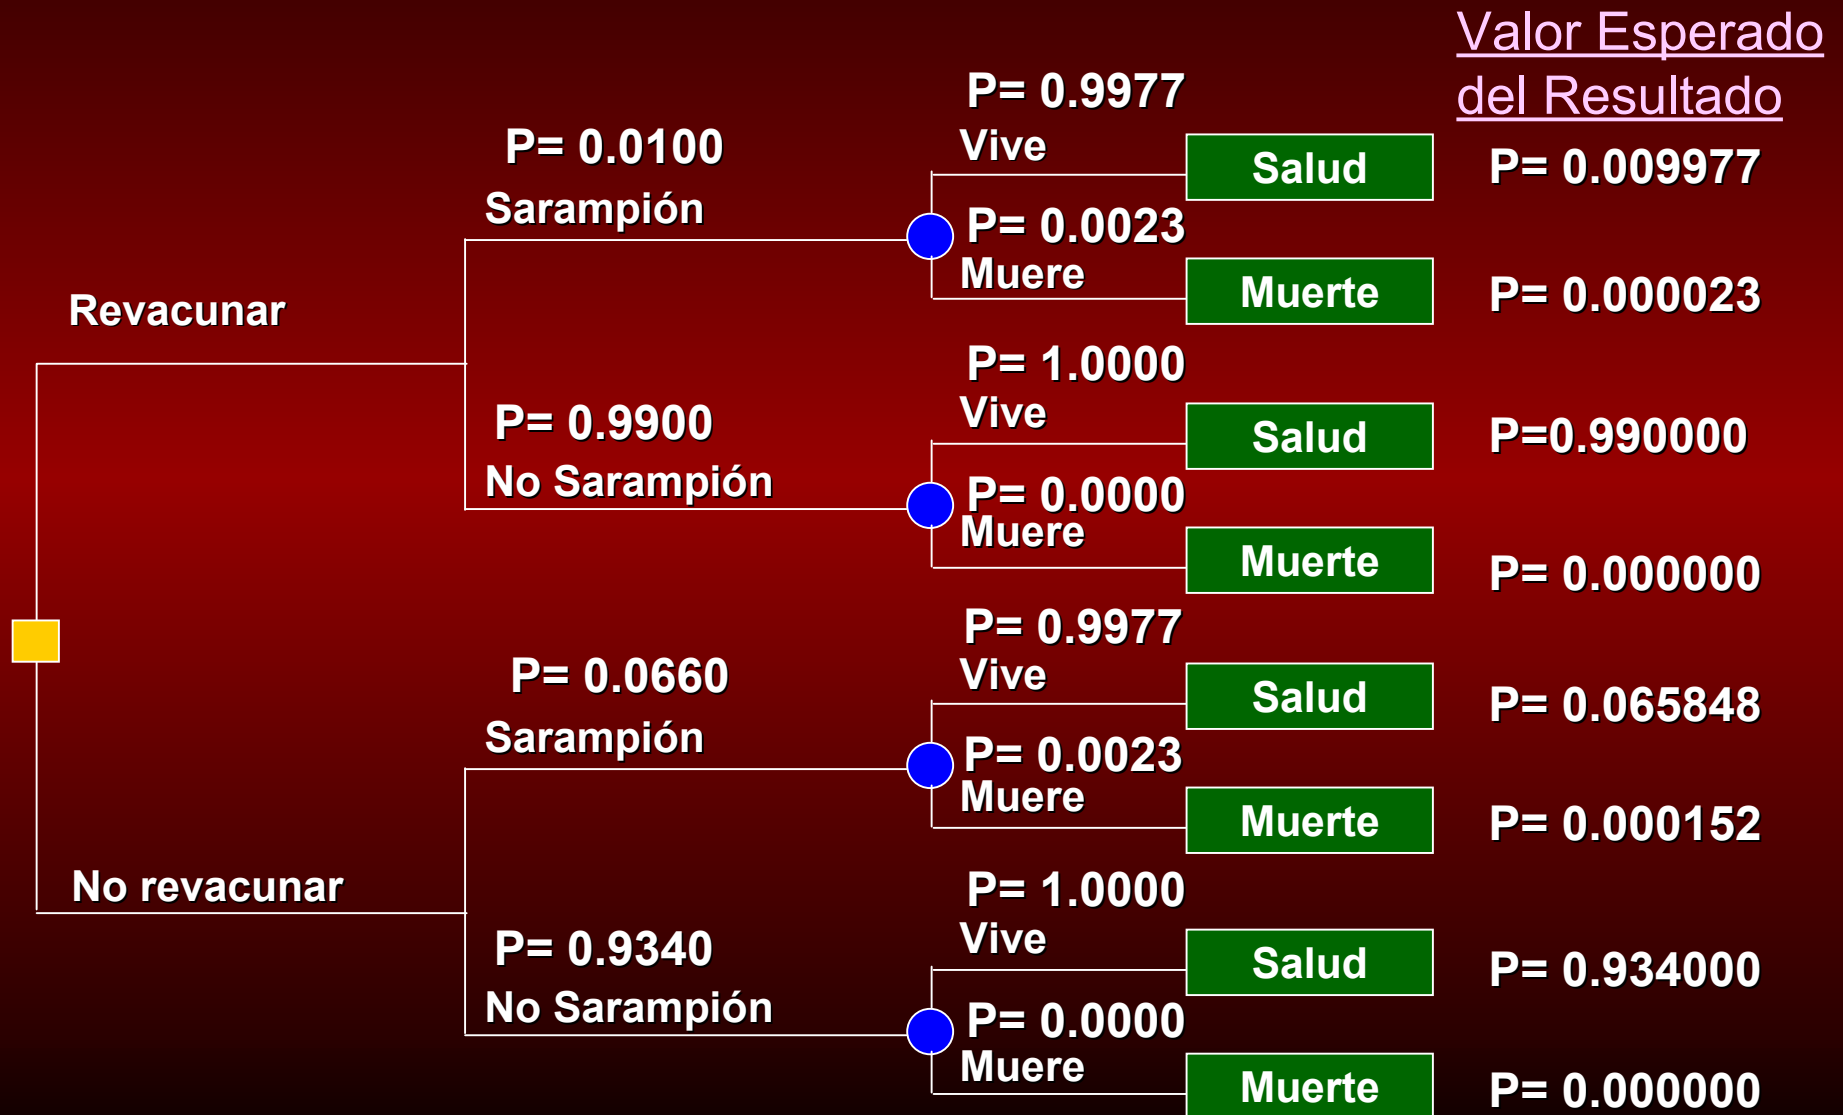 Valor Esperado
del Resultado
P= 0.9977
P= 0.0100
Vive
Salud
P= 0.009977
Sarampión
P= 0.0023
Muere
Muerte
P= 0.000023
Revacunar
P= 1.0000
Vive
P= 0.9900
Salud
P=0.990000
No Sarampión
P= 0.0000
Muere
Muerte
P= 0.000000
P= 0.9977
P= 0.0660
Vive
Salud
P= 0.065848
Sarampión
P= 0.0023
Muere
Muerte
P= 0.000152
No revacunar
P= 1.0000
Vive
P= 0.9340
Salud
P= 0.934000
No Sarampión
P= 0.0000
Muere
Muerte
P= 0.000000